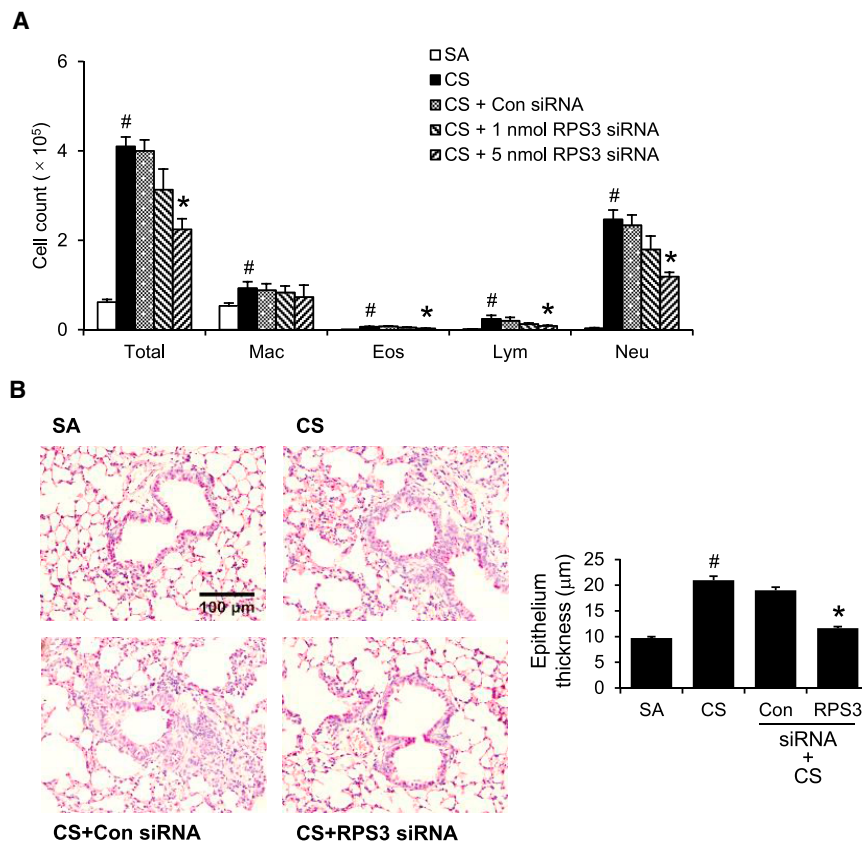 A
6
4
2
0
Cell count (× 10⁵)
SA
CS
CS + Con siRNA
CS + 1 nmol RPS3 siRNA
CS + 5 nmol RPS3 siRNA
#
*
#
#
*
#
*
#
*
Total Mac Eos Lym Neu
B
SA CS
100 µm
CS+Con siRNA CS+RPS3 siRNA
Epithelium
thickness (µm)
25
20
15
10
5
0
#
*
SA CS Con RPS3
siRNA
+
CS